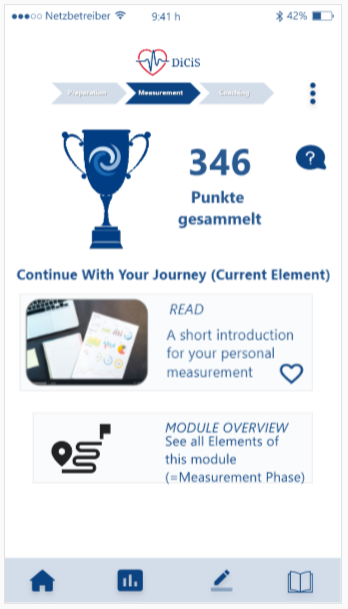 Netzbetreiber
9:41 h
42%
DiCiS
Preparation
Measurement
Coaching
346
Punkte
gesammelt
?
Continue With Your Journey (Current Element)
READ
A short introduction
for your personal
measurement
MODULE OVERVIEW
See all Elements of
this module
(=Measurement Phase)